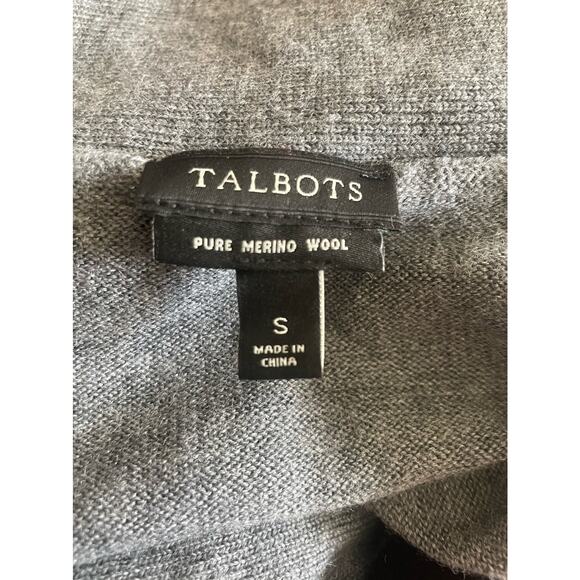 TALBOTS
PURE MERINO WOOL
S
MADE IN
CHINA